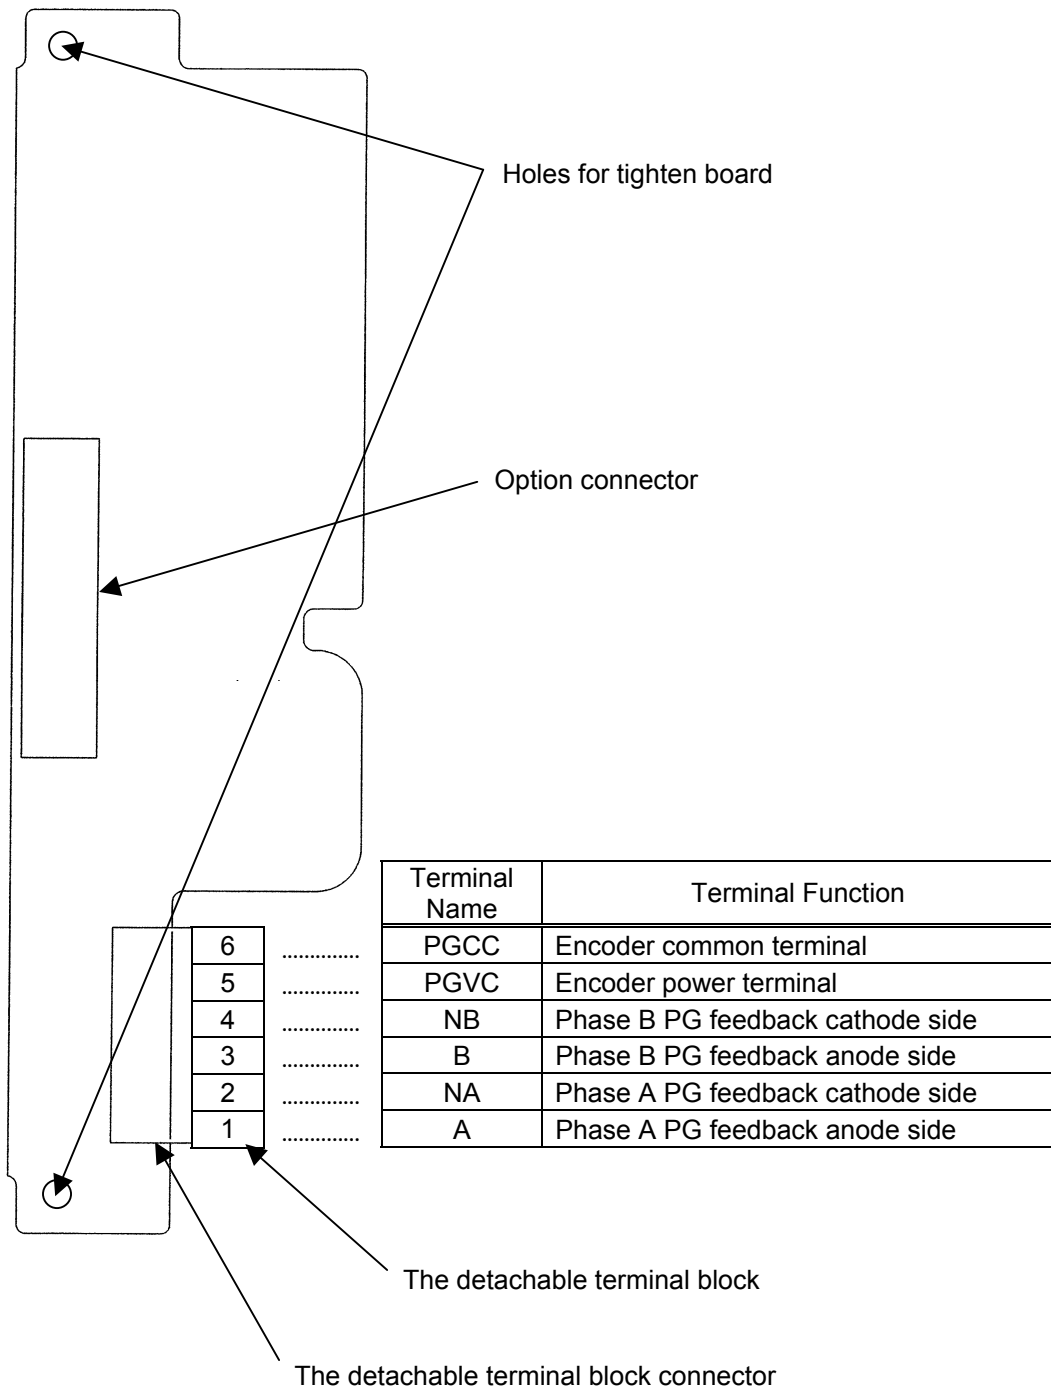 Holes for tighten board
Option connector
Terminal Name Terminal Function
6 .............. PGCC Encoder common terminal
5 .............. PGVC Encoder power terminal
4 .............. NB Phase B PG feedback cathode side
3 .............. B Phase B PG feedback anode side
2 .............. NA Phase A PG feedback cathode side
1 .............. A Phase A PG feedback anode side
The detachable terminal block
The detachable terminal block connector